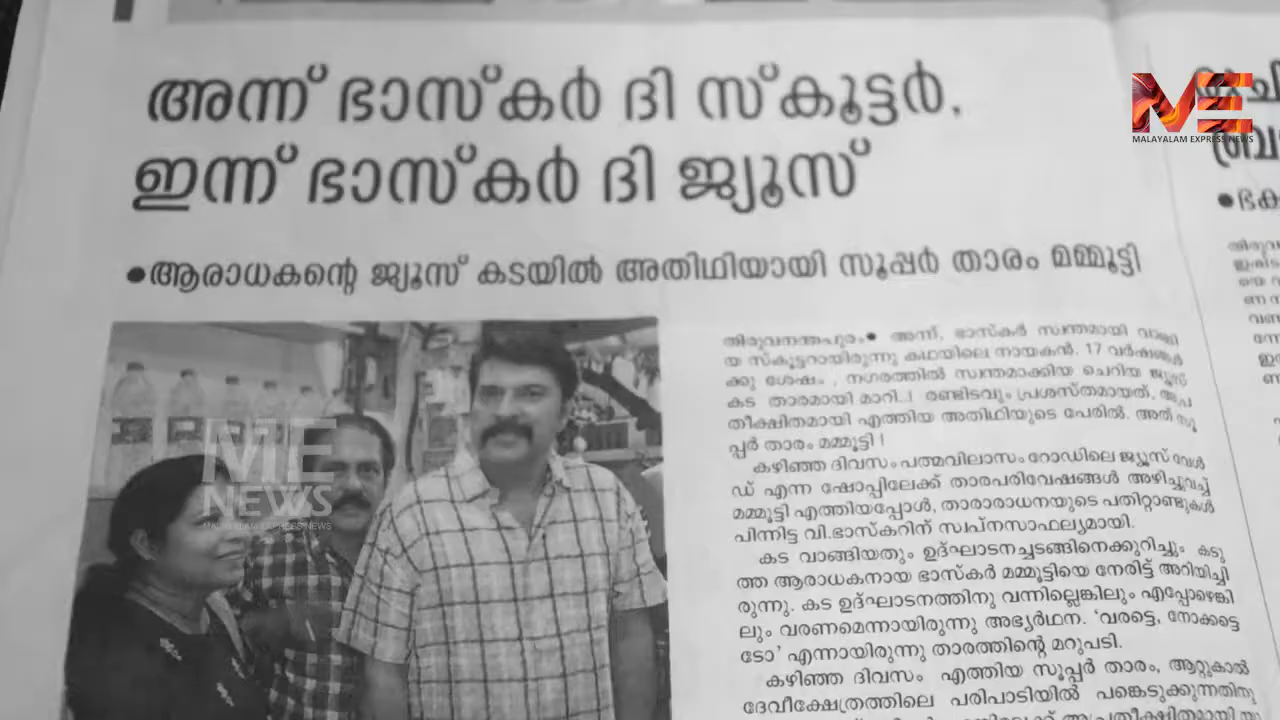 അന്ന് ഭാസ്കർ ദി സ്കൂട്ടർ,
ഇന്ന് ഭാസ്കർ ദി ജ്യൂസ്
●ആരാധകന്റെ ജ്യൂസ് കടയിൽ അതിഥിയായി സൂപ്പർ താരം മമ്മൂട്ടി
തിരുവനന്തപുരം● അന്ന്, ഭാസ്കർ സ്വന്തമായി വാങ്ങി
യ സ്കൂട്ടറായിരുന്നു കഥയിലെ നായകൻ. 17 വർഷങ്ങൾ
ക്കു ശേഷം , നഗരത്തിൽ സ്വന്തമാക്കിയ ചെറിയ ജ്യൂസ്
കട താരമായി മാറി..! രണ്ടിടവും പ്രശസ്തമായത്, അപ്ര
തീക്ഷിതമായി എത്തിയ അതിഥിയുടെ പേരിൽ. അത് സൂ
പ്പർ താരം മമ്മൂട്ടി !
കഴിഞ്ഞ ദിവസം പത്മവിലാസം റോഡിലെ ജ്യൂസ് വേൾ
ഡ് എന്ന ഷോപ്പിലേക്ക് താരപരിവേഷങ്ങൾ അഴിച്ചുവച്ച്
മമ്മൂട്ടി എത്തിയപ്പോൾ, താരാരാധനയുടെ പതിറ്റാണ്ടുകൾ
പിന്നിട്ട വി.ഭാസ്കറിന് സ്വപ്നസാഫല്യമായി.
കട വാങ്ങിയതും ഉദ്ഘാടനച്ചടങ്ങിനെക്കുറിച്ചും കടു
ത്ത ആരാധകനായ ഭാസ്കർ മമ്മൂട്ടിയെ നേരിട്ട് അറിയിച്ചി
രുന്നു. കട ഉദ്ഘാടനത്തിനു വന്നില്ലെങ്കിലും എപ്പോഴെങ്കി
ലും വരണമെന്നായിരുന്നു അഭ്യർഥന. ‘വരട്ടെ, നോക്കട്ടെ
ടോ’ എന്നായിരുന്നു താരത്തിന്റെ മറുപടി.
കഴിഞ്ഞ ദിവസം എത്തിയ സൂപ്പർ താരം, ആറ്റുകാൽ
ദേവീക്ഷേത്രത്തിലെ പരിപാടിയിൽ പങ്കെടുക്കുന്നതിനു
ME
MALAYALAM EXPRESS NEWS
ME
NEWS
MALAYALAM EXPRESS NEWS